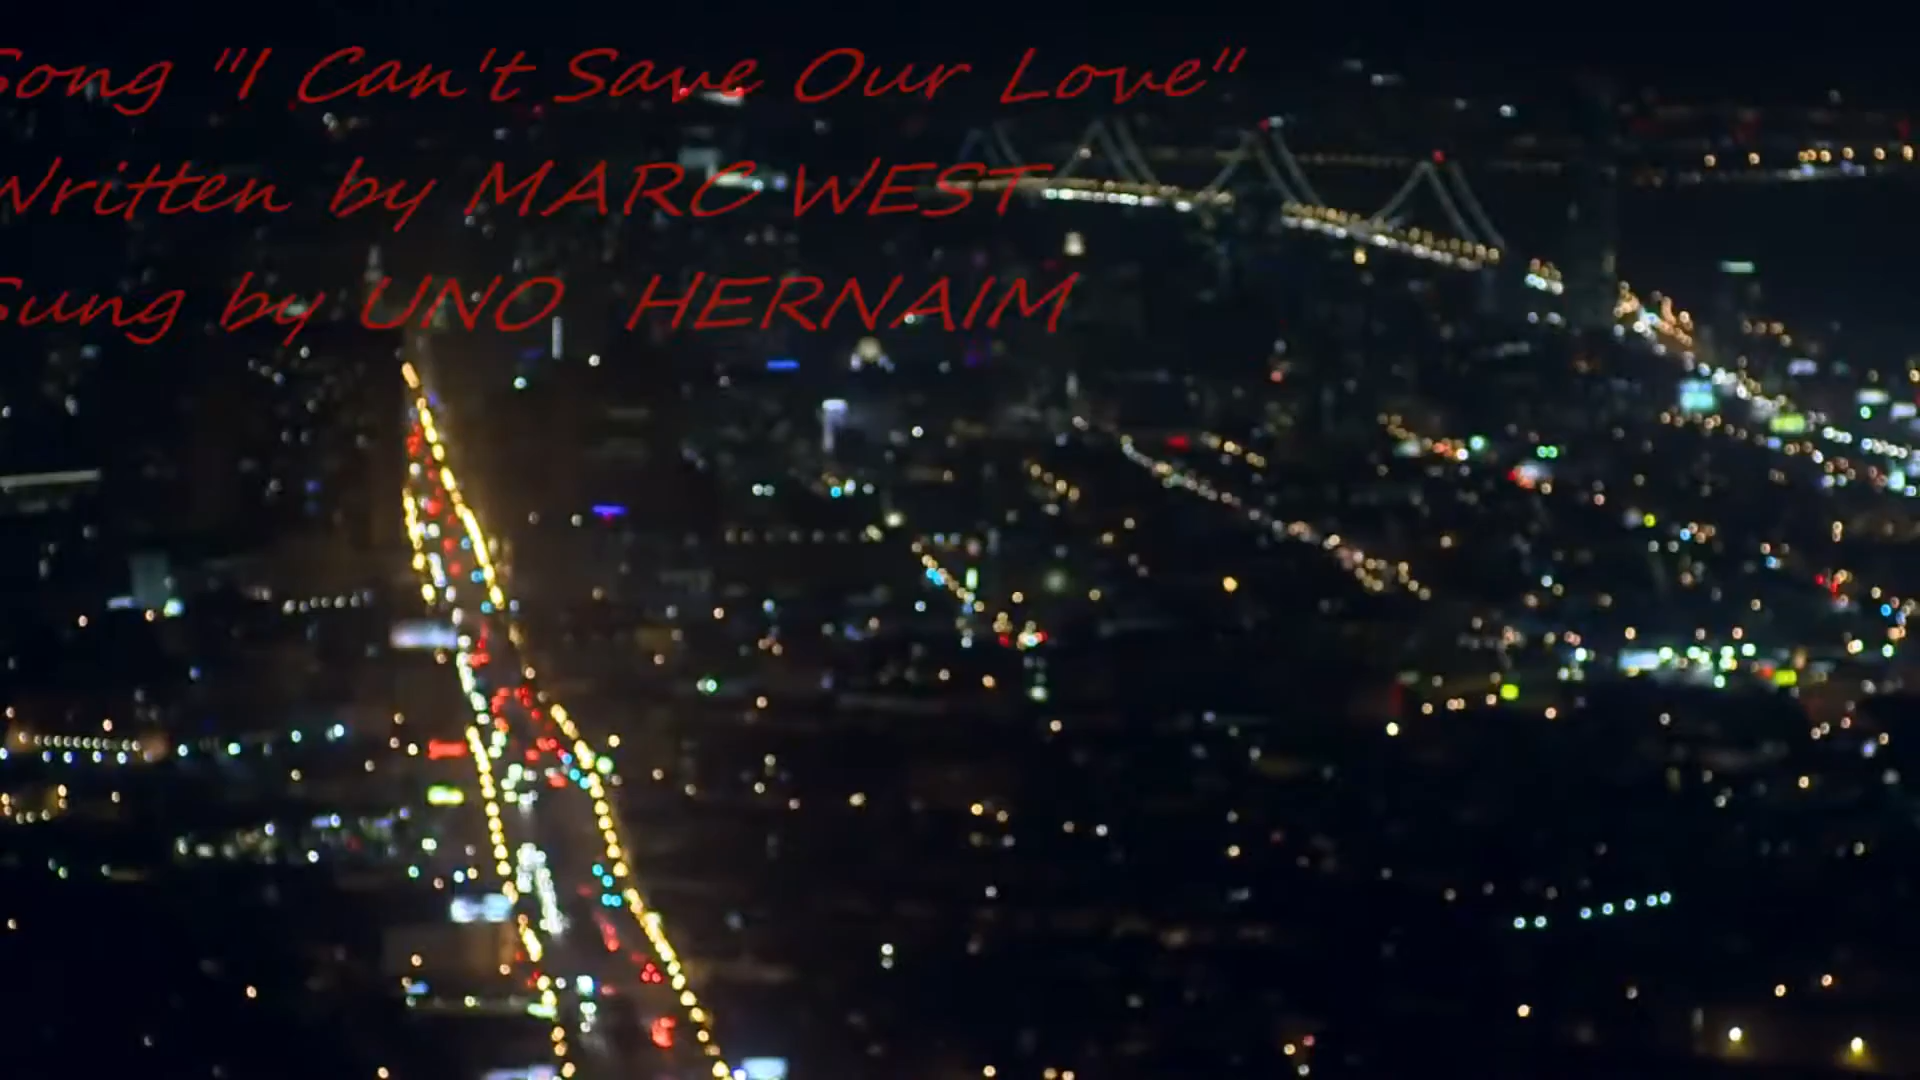 Song "I Can't Save Our Love"
Written by MARC WEST
Sung by UNO HERNAIM